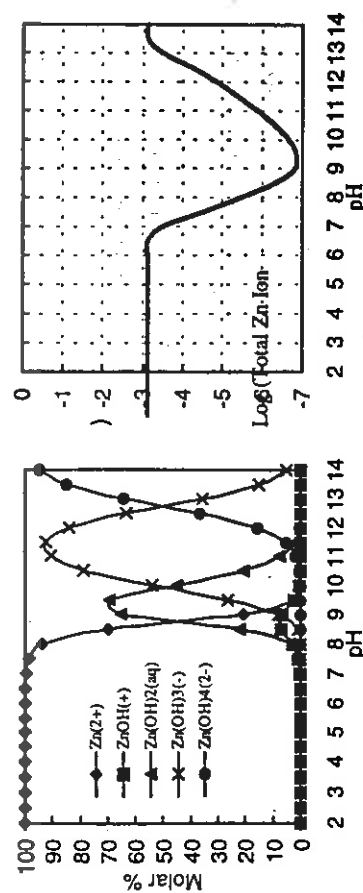 100
90
80
70
60
50
40
30
20
10
0
Molar %
Zn(2+)
ZnOH(+)
Zn(OH)2(aq)
Zn(OH)3(-)
Zn(OH)4(2-)
2 3 4 5 6 7 8 9 10 11 12 13 14
pH
)
-0
-1
-2
-3
-4
-5
-6
-7
Log (Total Zn Ion
2 3 4 5 6 7 8 9 10 11 12 13 14
pH